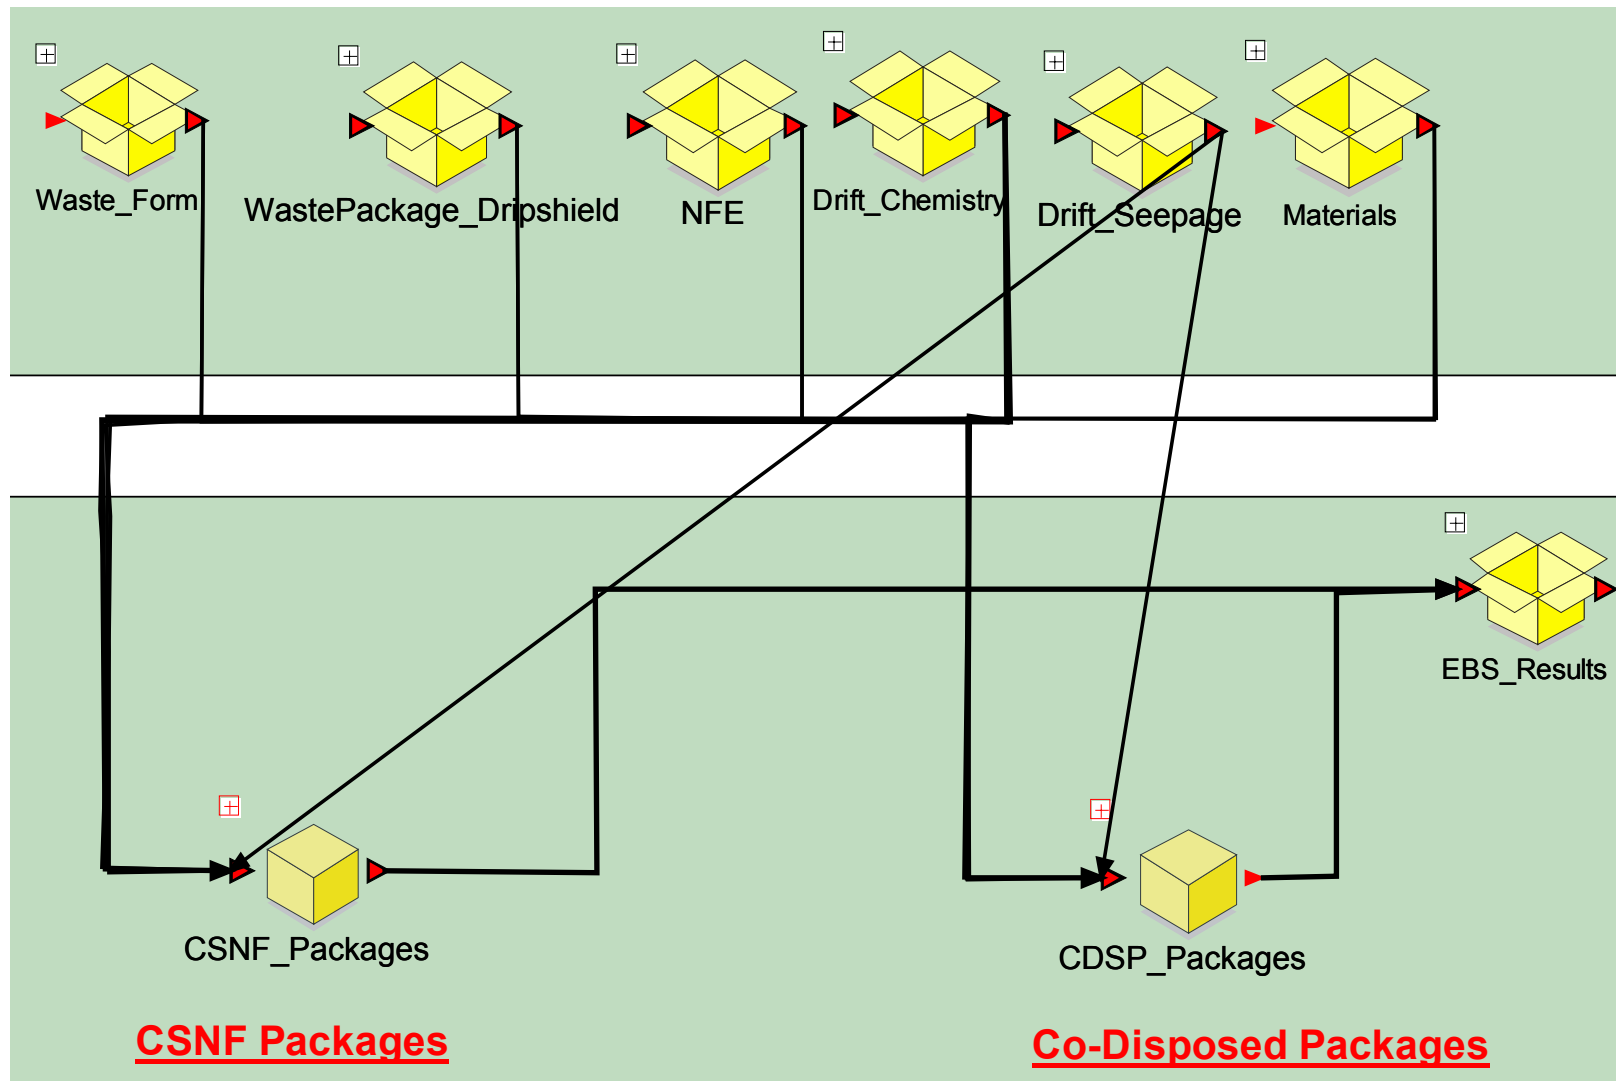 Waste_Form
WastePackage_Dripshield
NFE
Drift_Chemistry
Drift_Seepage
Materials
EBS_Results
CSNF_Packages
CDSP_Packages
CSNF Packages
Co-Disposed Packages